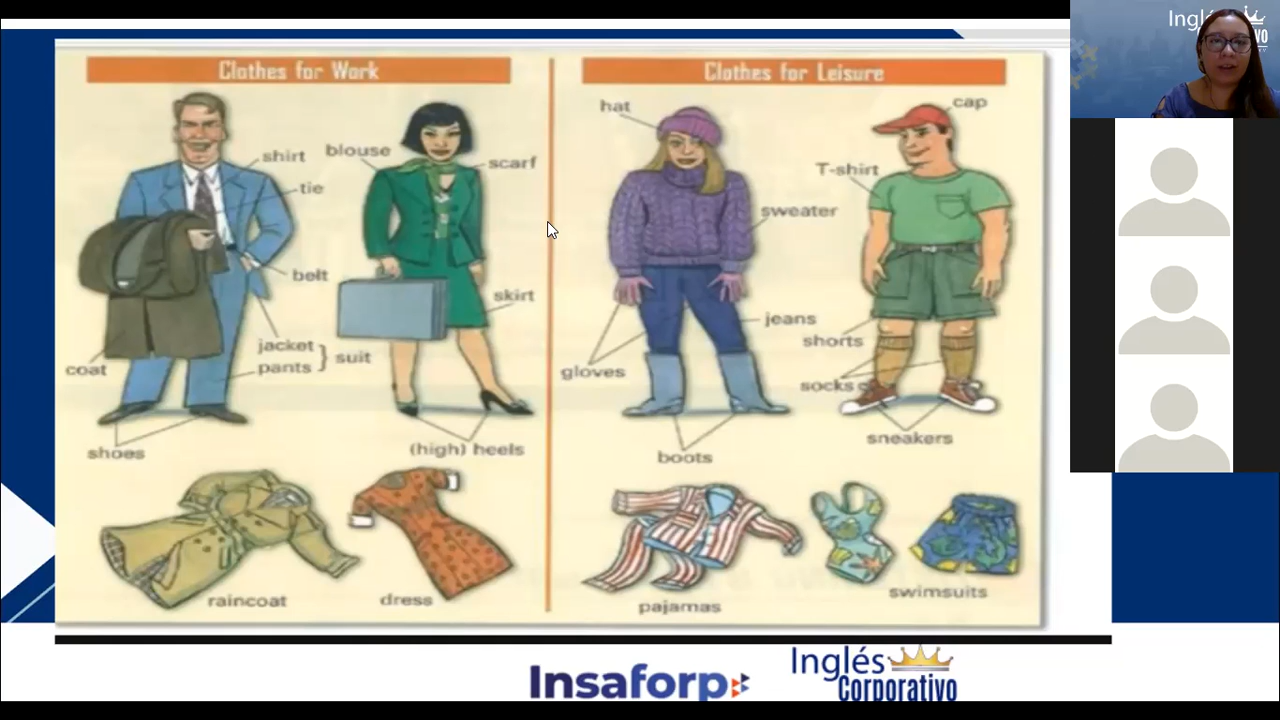 Clothes for Work
shirt
blouse
scarf
tie
belt
skirt
jacket
pants
suit
coat
shoes
(high) heels
raincoat
dress
Clothes for Leisure
hat
cap
T-shirt
sweater
jeans
shorts
gloves
socks
sneakers
boots
pajamas
swimsuits
Insaforp
Inglés
Corporativo